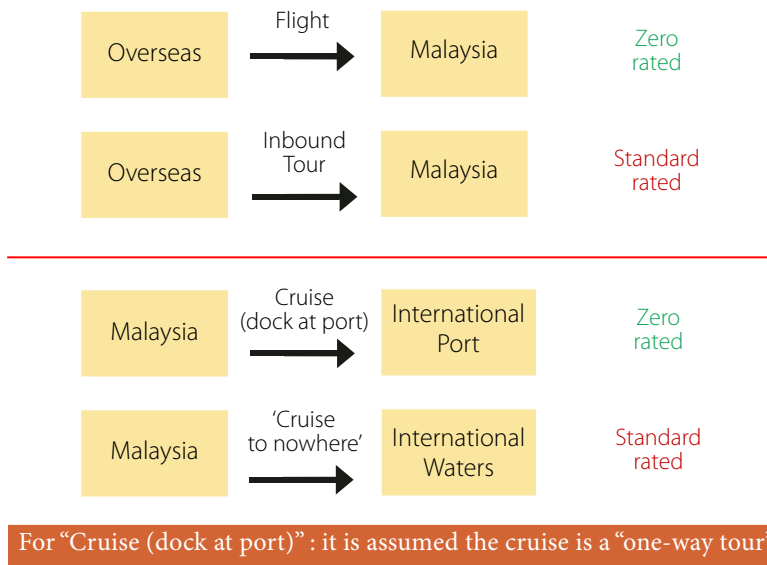 Flight
Overseas
Malaysia
Zero
rated
Inbound
Tour
Overseas
Malaysia
Standard
rated
Cruise
(dock at port)
Malaysia
International
Port
Zero
rated
'Cruise
to nowhere'
Malaysia
International
Waters
Standard
rated
For “Cruise (dock at port)” : it is assumed the cruise is a “one-way tour”